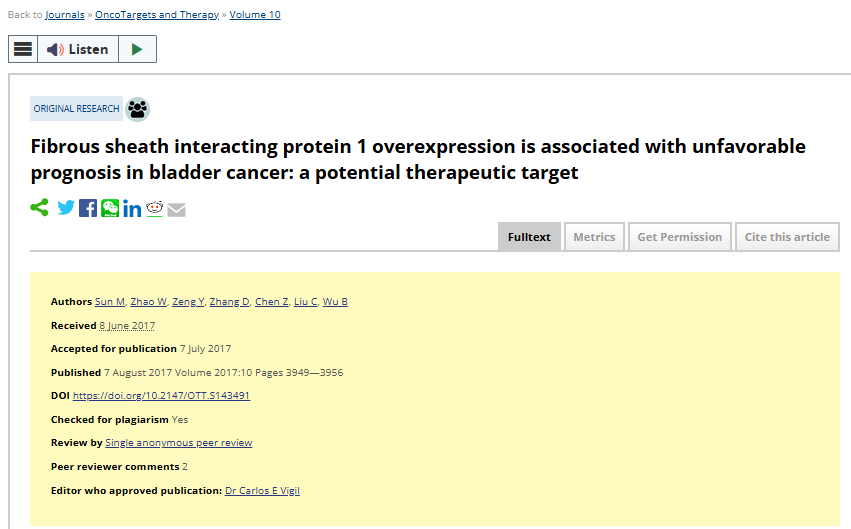 Back to Journals » OncoTargets and Therapy » Volume 10
Listen
ORIGINAL RESEARCH
Fibrous sheath interacting protein 1 overexpression is associated with unfavorable
prognosis in bladder cancer: a potential therapeutic target
Fulltext Metrics Get Permission Cite this article
Authors Sun M, Zhao W, Zeng Y, Zhang D, Chen Z, Liu C, Wu B
Received 8 June 2017
Accepted for publication 7 July 2017
Published 7 August 2017 Volume 2017:10 Pages 3949—3956
DOI https://doi.org/10.2147/OTT.S143491
Checked for plagiarism Yes
Review by Single anonymous peer review
Peer reviewer comments 2
Editor who approved publication: Dr Carlos E Vigil